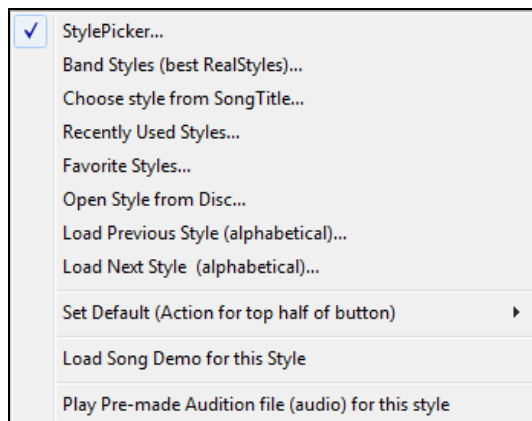 StylePicker...
Band Styles (best RealStyles)...
Choose style from SongTitle...
Recently Used Styles...
Favorite Styles...
Open Style from Disc...
Load Previous Style (alphabetical)...
Load Next Style  (alphabetical)...
Set Default (Action for top half of button)
Load Song Demo for this Style
Play Pre-made Audition file (audio) for this style